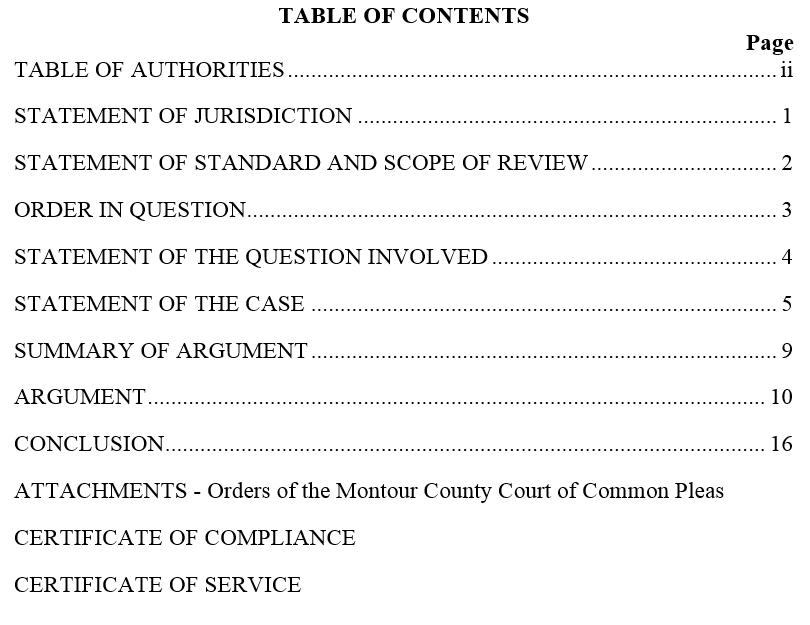 TABLE OF CONTENTS
Page
TABLE OF AUTHORITIES........................................................................................ ii
STATEMENT OF JURISDICTION ........................................................................... 1
STATEMENT OF STANDARD AND SCOPE OF REVIEW................................. 2
ORDER IN QUESTION............................................................................................... 3
STATEMENT OF THE QUESTION INVOLVED ................................................... 4
STATEMENT OF THE CASE ................................................................................... 5
SUMMARY OF ARGUMENT................................................................................... 9
ARGUMENT............................................................................................................... 10
CONCLUSION............................................................................................................ 16
ATTACHMENTS - Orders of the Montour County Court of Common Pleas
CERTIFICATE OF COMPLIANCE
CERTIFICATE OF SERVICE